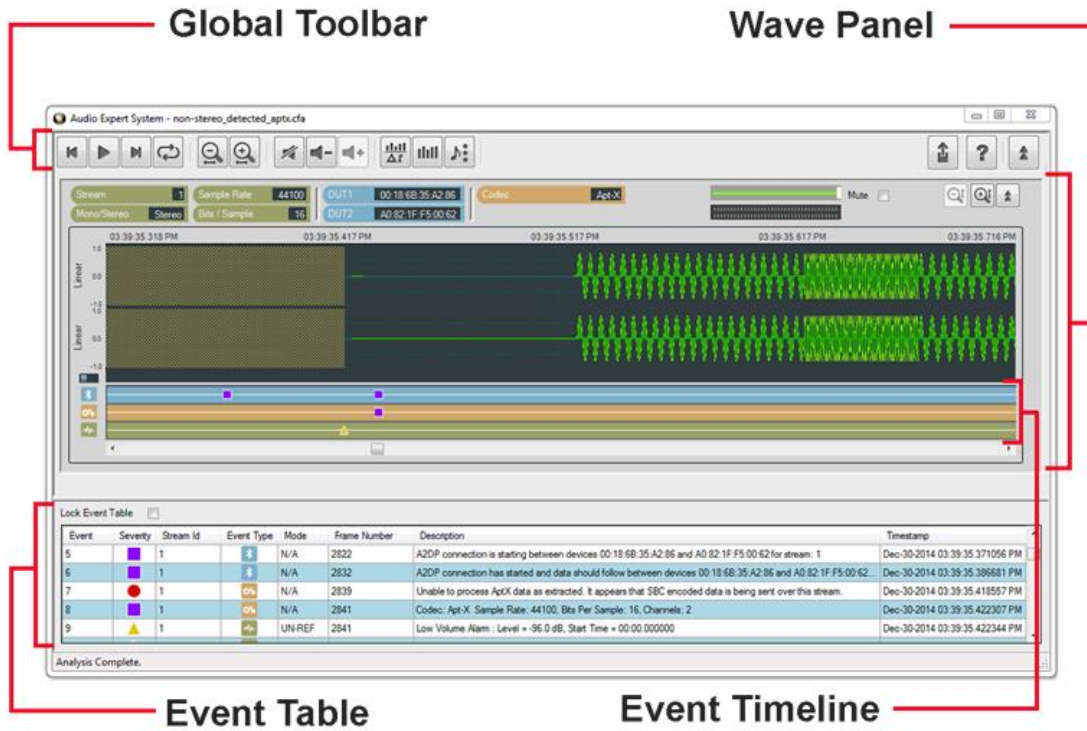 Global Toolbar
Wave Panel
Audio Expert System - non-stereo_detected_aptx.cfa
Stream 1 Sample Rate 44100 DUT1 00:18:6B:35:A2:86 Codec Apt-X Mute
Mono/Stereo Stereo Bits / Sample 16 DUT2 A0:82:1F:F5:00:62
03:39:35.318 PM 03:39:35.417 PM 03:39:35.517 PM 03:39:35.617 PM 03:39:35.716 PM
1.0
Linear
0.0
-1.0
1.0
Linear
0.0
-1.0
Lock Event Table
Event Severity Stream Id Event Type Mode Frame Number Description Timestamp
5 1 N/A 2822 A2DP connection is starting between devices 00:18:6B:35:A2:86 and A0:82:1F:F5:00:62 for stream: 1 Dec-30-2014 03:39:35.371056 PM
6 1 N/A 2832 A2DP connection has started and data should follow between devices 00:18:6B:35:A2:86 and A0:82:1F:F5:00:62... Dec-30-2014 03:39:35.386681 PM
7 1 N/A 2839 Unable to process AptX data as extracted. It appears that SBC encoded data is being sent over this stream. Dec-30-2014 03:39:35.418557 PM
8 1 N/A 2841 Codec: Apt-X Sample Rate: 44100, Bits Per Sample: 16, Channels: 2 Dec-30-2014 03:39:35.422307 PM
9 1 UN-REF 2841 Low Volume Alarm : Level = -96.0 dB, Start Time = 00:00.000000 Dec-30-2014 03:39:35.422344 PM
Analysis Complete.
Event Table
Event Timeline